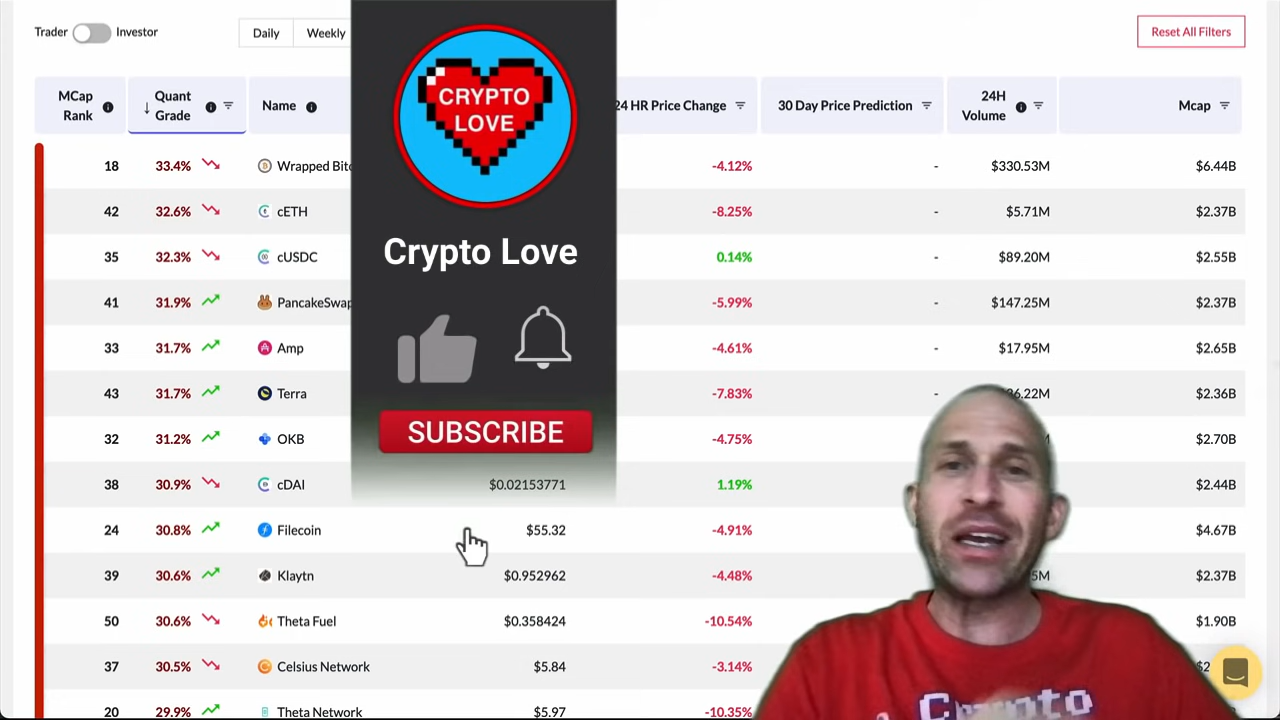 Trader Investor Daily Weekly Reset All Filters
MCap Rank Quant Grade Name 24 HR Price Change 30 Day Price Prediction 24H Volume Mcap
CRYPTO
LOVE
Crypto Love
SUBSCRIBE
18 33.4% Wrapped -4.12% - $330.53M $6.44B
42 32.6% cETH -8.25% - $5.71M $2.37B
35 32.3% cUSDC 0.14% - $89.20M $2.55B
41 31.9% PancakeSwap -5.99% - $147.25M $2.37B
33 31.7% Amp -4.61% - $17.95M $2.65B
43 31.7% Terra -7.83% - $2.36B
32 31.2% OKB -4.75% $2.70B
38 30.9% cDAI $0.02153771 1.19% $2.44B
24 30.8% Filecoin $55.32 -4.91% $4.67B
39 30.6% Klaytn $0.952962 -4.48% $2.37B
50 30.6% Theta Fuel $0.358424 -10.54% $1.90B
37 30.5% Celsius Network $5.84 -3.14%
20 29.9% Theta Network $5.97 -10.35%
Crypto